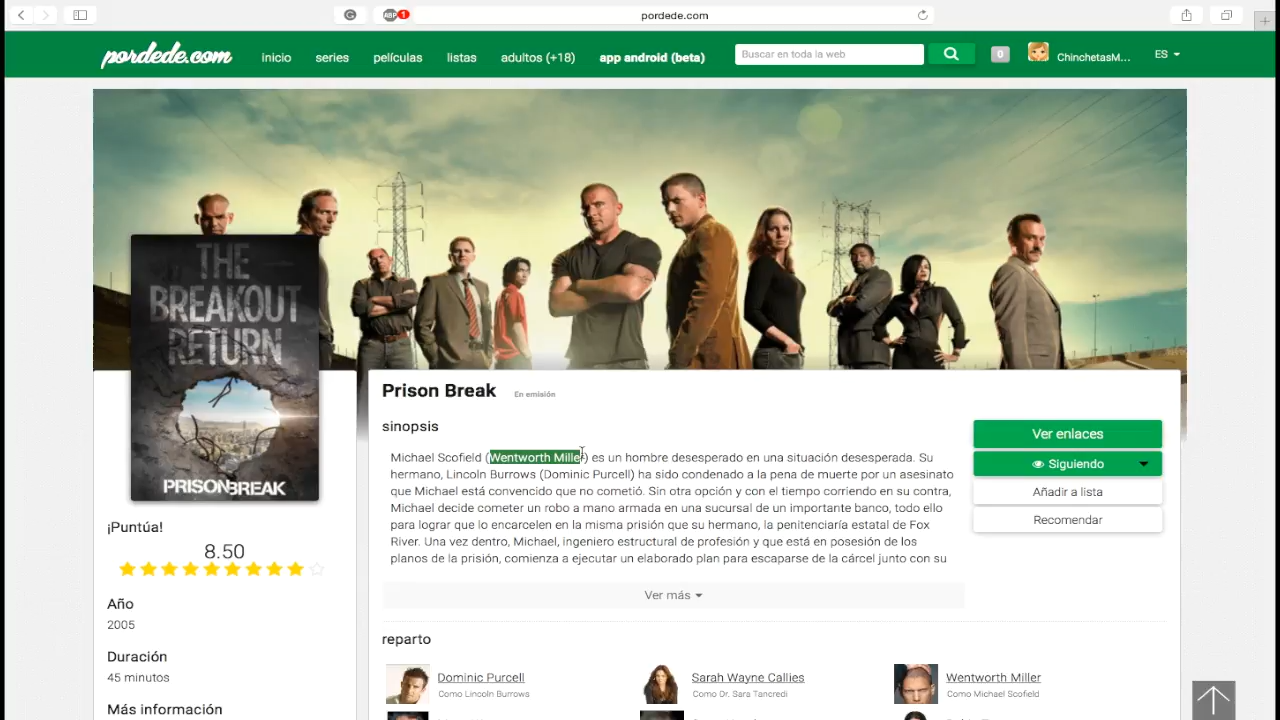 pordede.com
ABP 1
pordede.com
inicio
series
películas
listas
adultos (+18)
app android (beta)
Buscar en toda la web
0
ChinchetasM...
ES
THE
BREAKOUT
RETURN
PRISON BREAK
Prison Break
En emisión
sinopsis
Michael Scofield (Wentworth Miller) es un hombre desesperado en una situación desesperada. Su
hermano, Lincoln Burrows (Dominic Purcell) ha sido condenado a la pena de muerte por un asesinato
que Michael está convencido que no cometió. Sin otra opción y con el tiempo corriendo en su contra,
Michael decide cometer un robo a mano armada en una sucursal de un importante banco, todo ello
para lograr que lo encarcelen en la misma prisión que su hermano, la penitenciaría estatal de Fox
River. Una vez dentro, Michael, ingeniero estructural de profesión y que está en posesión de los
planos de la prisión, comienza a ejecutar un elaborado plan para escaparse de la cárcel junto con su
Ver más
Ver enlaces
Siguiendo
Añadir a lista
Recomendar
¡Puntúa!
8.50
Año
2005
Duración
45 minutos
Más información
reparto
Dominic Purcell
Como Lincoln Burrows
Sarah Wayne Callies
Como Dr. Sara Tancredi
Wentworth Miller
Como Michael Scofield